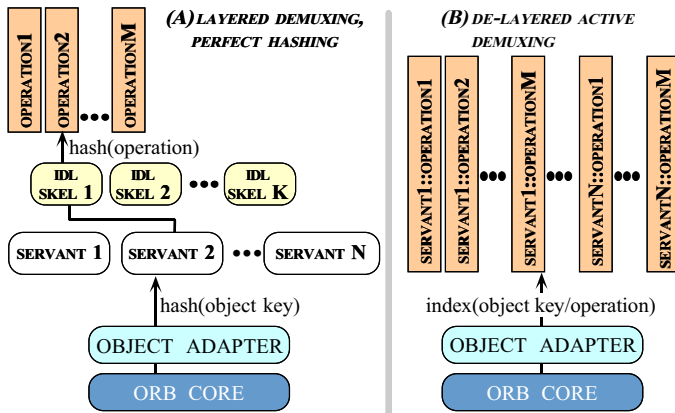 (A) LAYERED DEMUXING,
PERFECT HASHING
OPERATION1
OPERATION2
...
OPERATIONM
hash(operation)
IDL
SKEL 1
IDL
SKEL 2
...
IDL
SKEL K
SERVANT 1
SERVANT 2
...
SERVANT N
hash(object key)
OBJECT ADAPTER
ORB CORE
(B) DE-LAYERED ACTIVE
DEMUXING
SERVANT1::OPERATION1
SERVANT1::OPERATION2
...
SERVANT1::OPERATIONM
...
SERVANTN::OPERATION1
...
SERVANTN::OPERATIONM
index(object key/operation)
OBJECT ADAPTER
ORB CORE